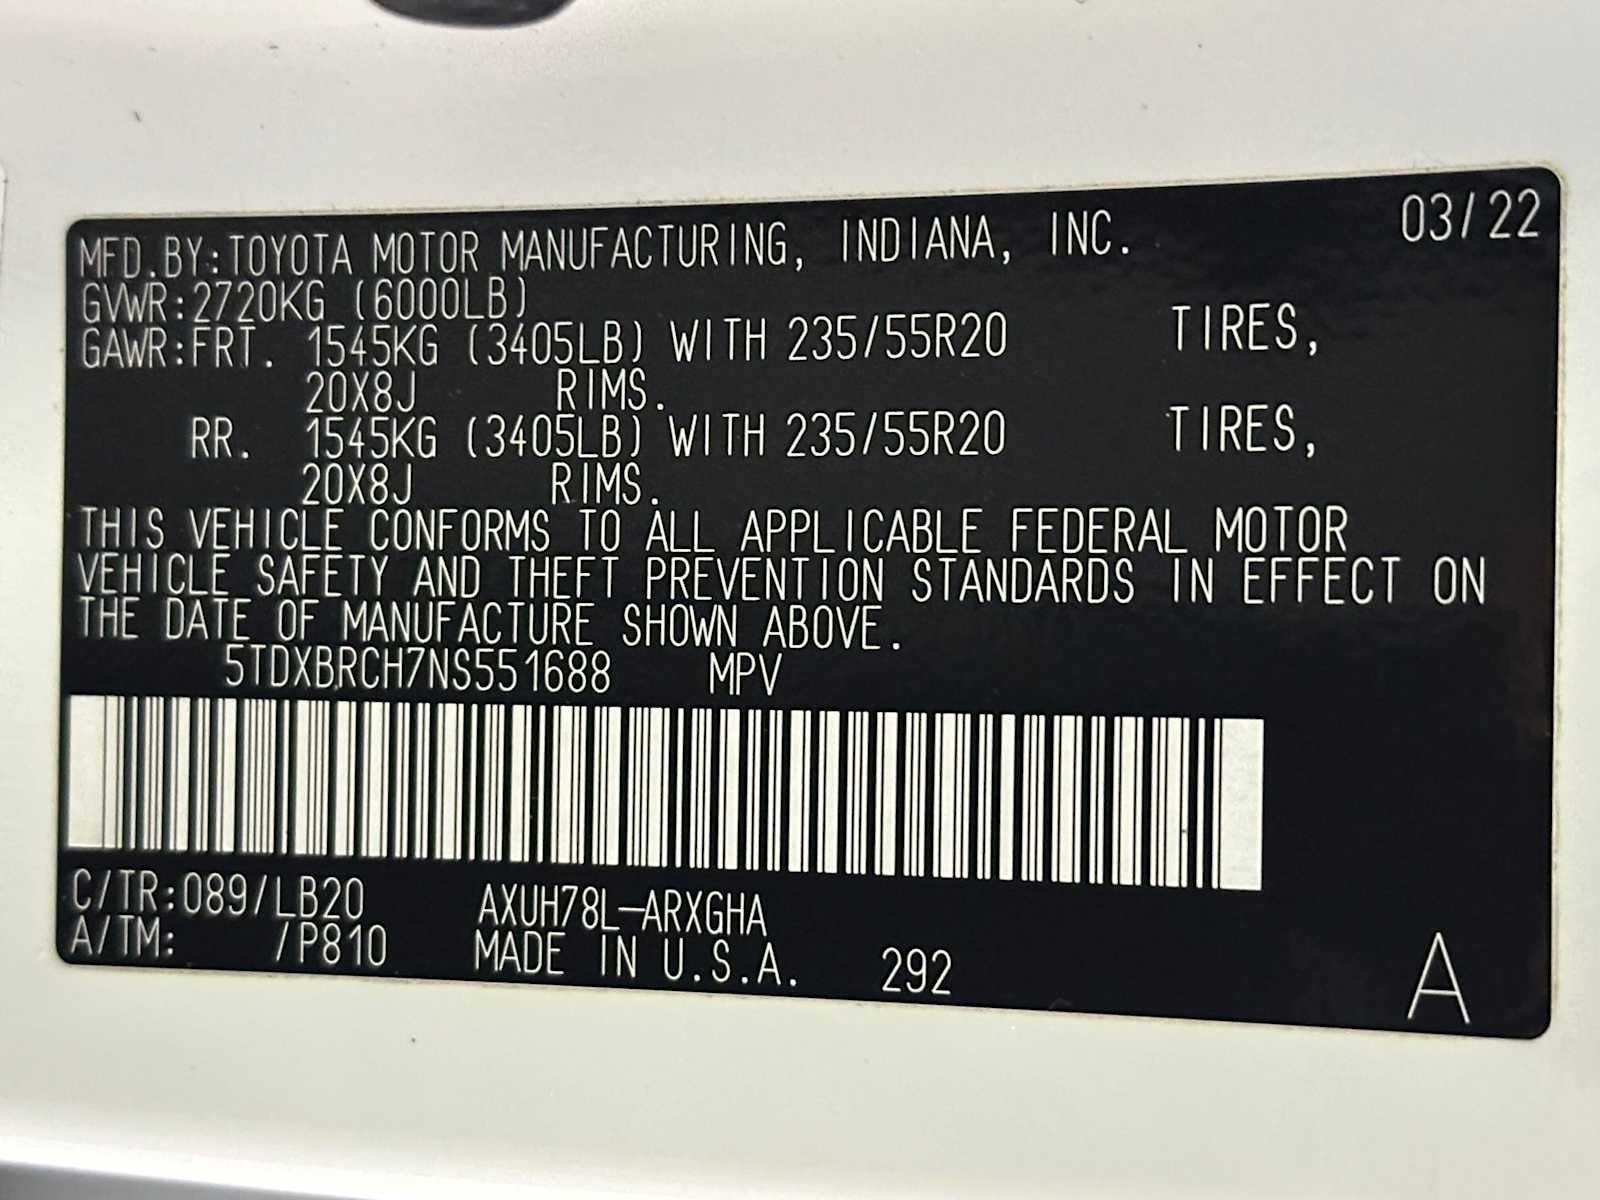 03/22
MFD.BY:TOYOTA MOTOR MANUFACTURING, INDIANA, INC.
GVWR:2720KG (6000LB)
GAWR:FRT. 1545KG (3405LB) WITH 235/55R20 TIRES,
20X8J RIMS.
RR. 1545KG (3405LB) WITH 235/55R20 TIRES,
20X8J RIMS.
THIS VEHICLE CONFORMS TO ALL APPLICABLE FEDERAL MOTOR
VEHICLE SAFETY AND THEFT PREVENTION STANDARDS IN EFFECT ON
THE DATE OF MANUFACTURE SHOWN ABOVE.
5TDXBRCH7NS551688 MPV
C/TR:089/LB20 AXUH78L-ARXGHA
A/TM: /P810 MADE IN U.S.A. 292
A